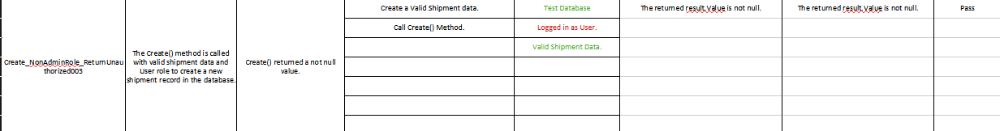 Create a Valid Shipment data.
Test Database
The returned result.Value is not null.
The returned result.Value is not null.
Pass
Call Create() Method.
Logged in as User.
Valid Shipment Data.
Create_NonAdminRole_ReturnUnau
thorized003
The Create() method is called
with valid shipment data and
User role to create a new
shipment record in the database.
Create() returned a not null
value.